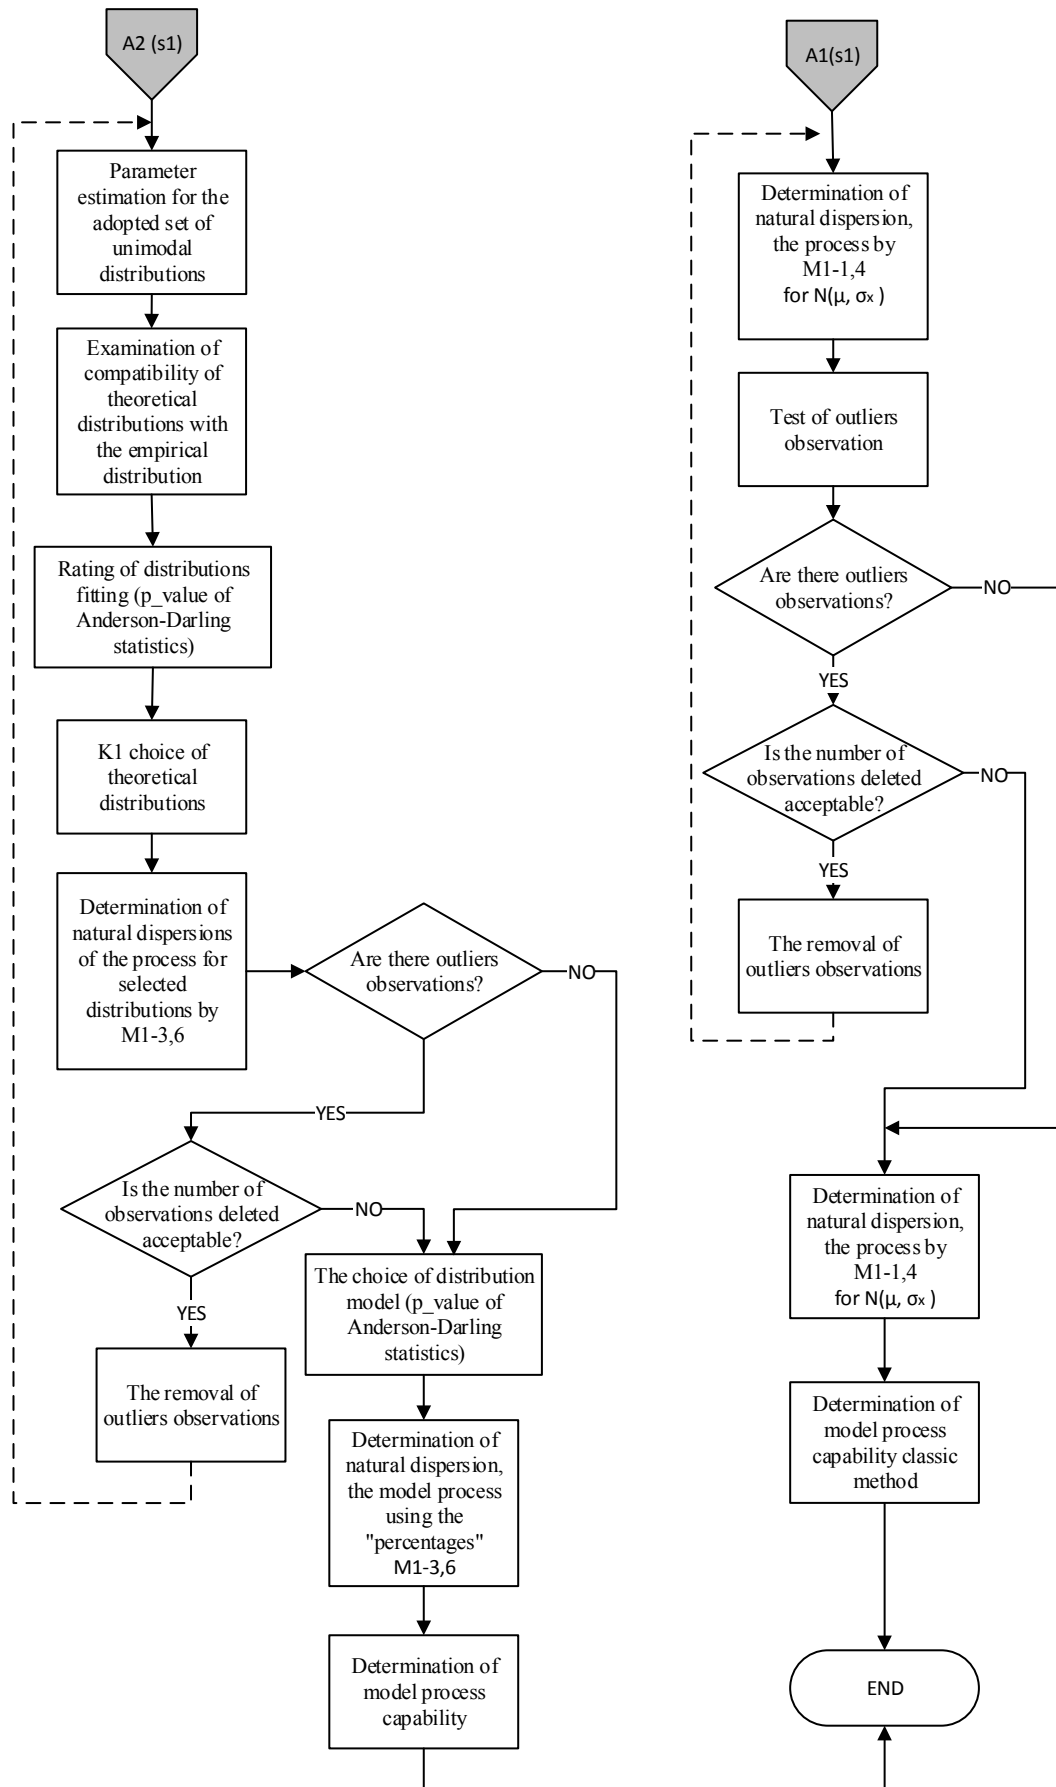 A2 (s1)
Parameter
estimation for the
adopted set of
unimodal
distributions
Examination of
compatibility of
theoretical
distributions with
the empirical
distribution
Rating of distributions
fitting (p_value of
Anderson-Darling
statistics)
K1 choice of
theoretical
distributions
Determination of
natural dispersions
of the process for
selected
distributions by
M1-3,6
Are there outliers
observations?
NO
YES
Is the number of
observations deleted
acceptable?
NO
YES
The removal of
outliers observations
The choice of distribution
model (p_value of
Anderson-Darling
statistics)
Determination of
natural dispersion,
the model process
using the
"percentages"
M1-3,6
Determination of
model process
capability
A1(s1)
Determination of
natural dispersion,
the process by
M1-1,4
for N(μ, σx )
Test of outliers
observation
Are there outliers
observations?
NO
YES
Is the number of
observations deleted
acceptable?
NO
YES
The removal of
outliers observations
Determination of
natural dispersion,
the process by
M1-1,4
for N(μ, σx )
Determination of
model process
capability classic
method
END